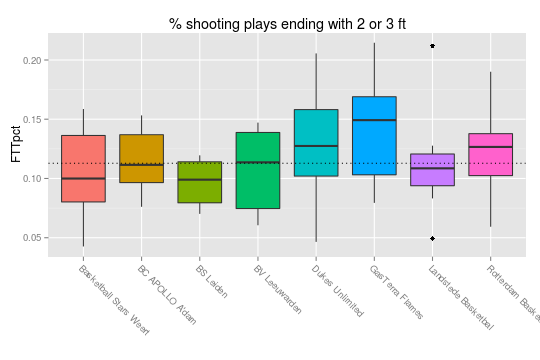 % shooting plays ending with 2 or 3 ft
FTTpct
0.20
0.15
0.10
0.05
Basketball Stars Weert
BC APOLLO A'dam
BS Leiden
BV Leeuwarden
Dukes Unlimited
GasTerra Flames
Landstede Basketbal
Rotterdam Baske